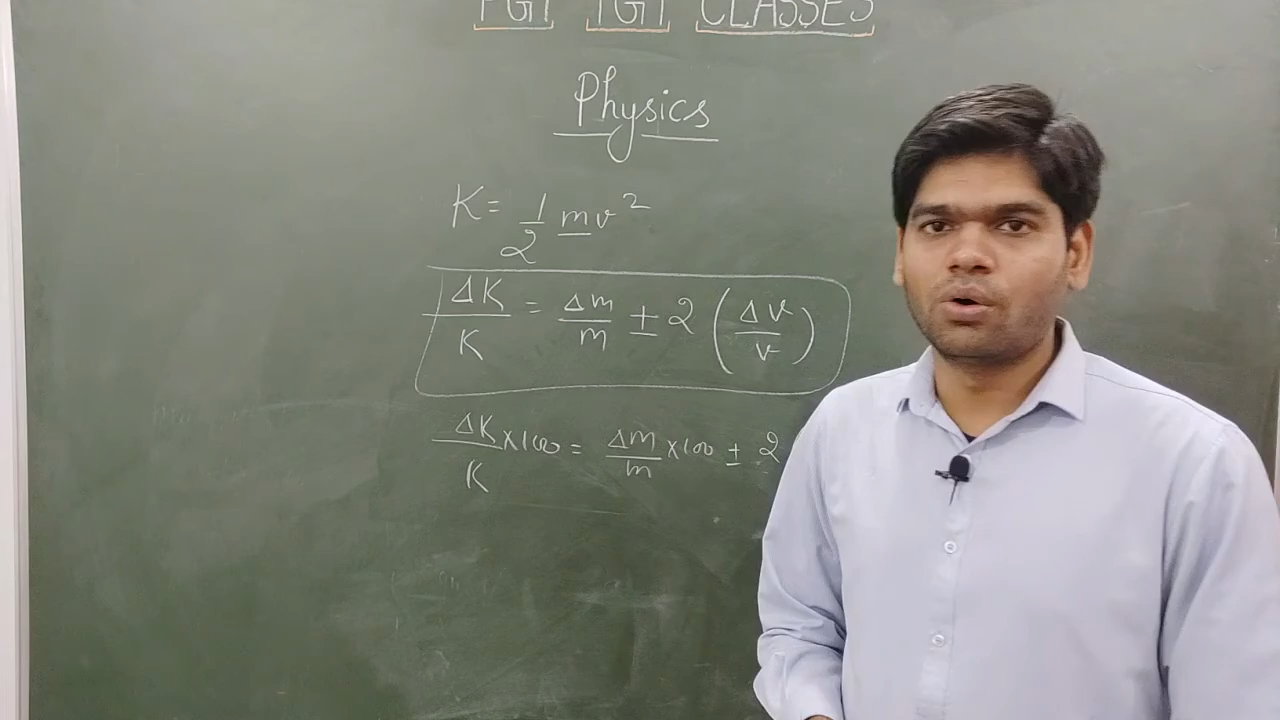 PGT TGT CLASSES
Physics
K = 1/2 mv²
ΔK/K = Δm/m ± 2 (Δv/v)
ΔK/K × 100 = Δm/m × 100 ± 2